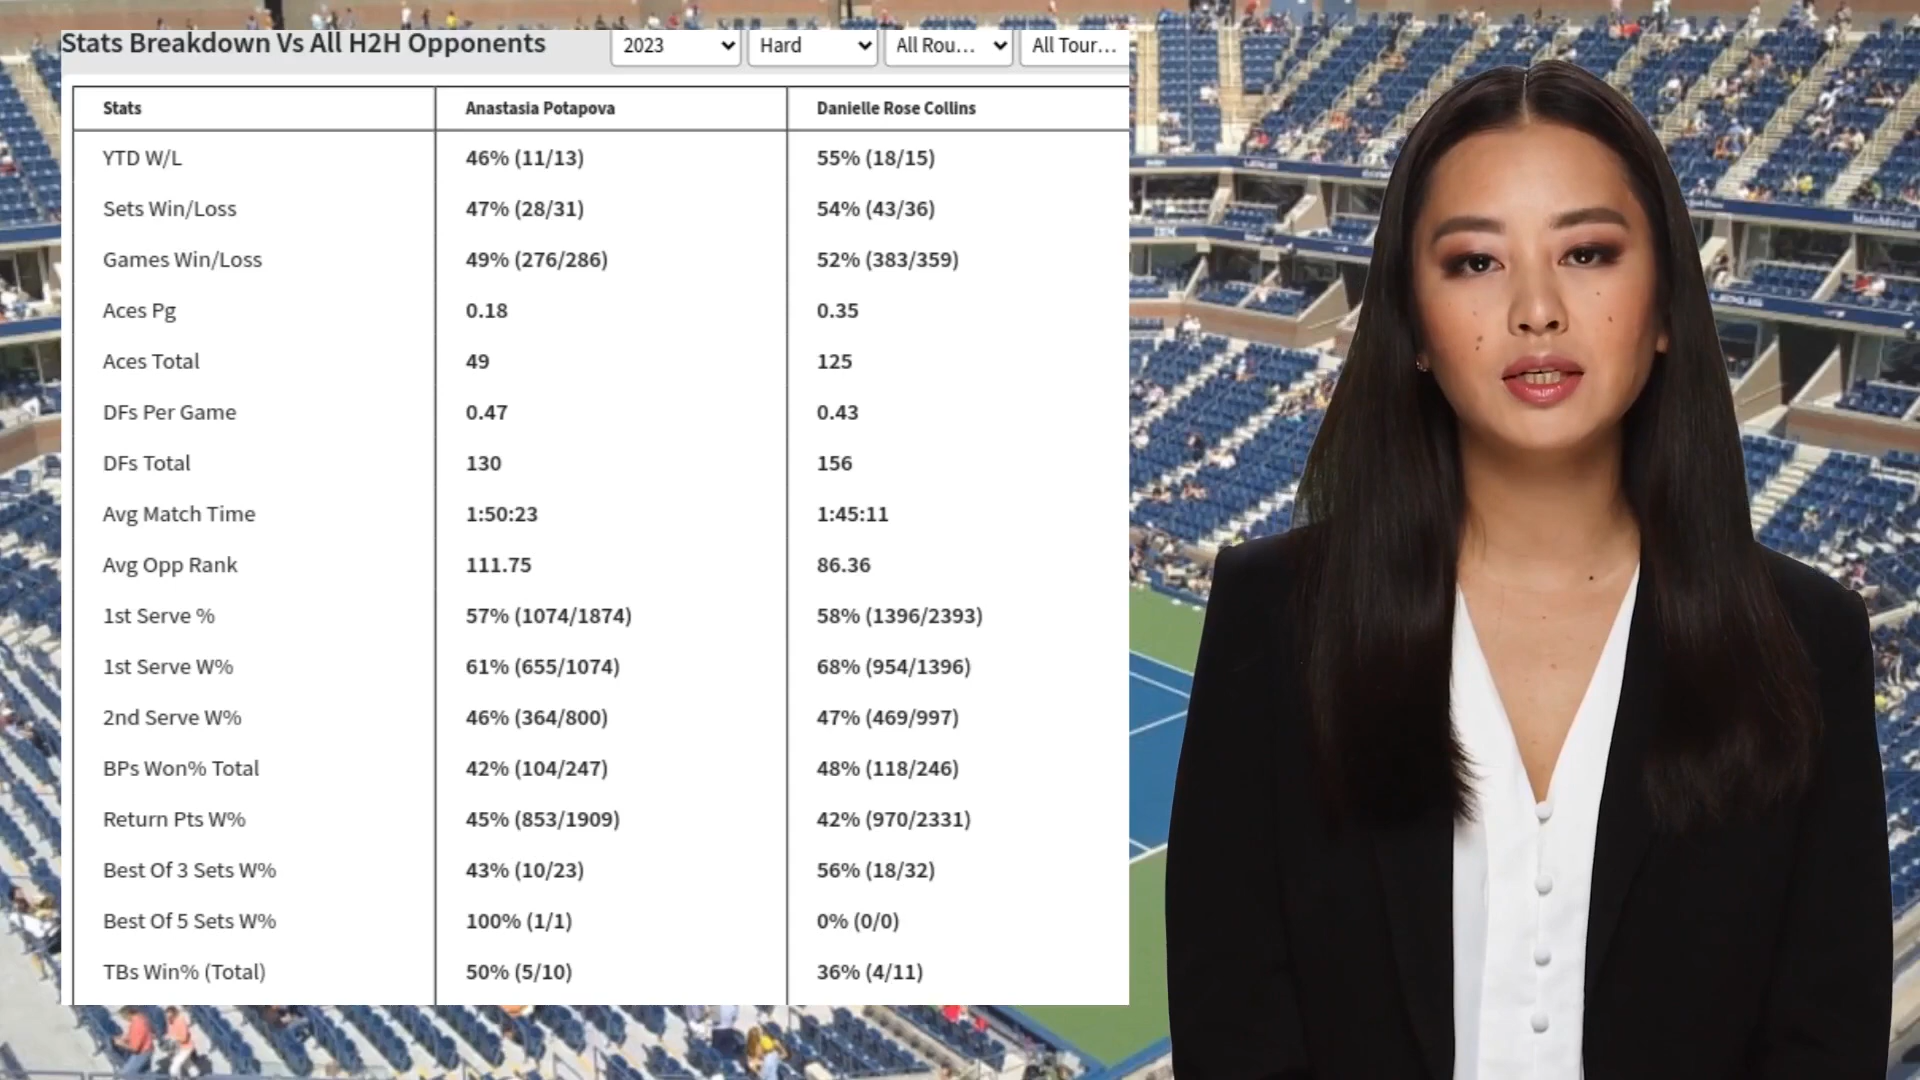 Stats Breakdown Vs All H2H Opponents 2023 Hard All Rou... All Tour...
Stats Anastasia Potapova Danielle Rose Collins
YTD W/L 46% (11/13) 55% (18/15)
Sets Win/Loss 47% (28/31) 54% (43/36)
Games Win/Loss 49% (276/286) 52% (383/359)
Aces Pg 0.18 0.35
Aces Total 49 125
DFs Per Game 0.47 0.43
DFs Total 130 156
Avg Match Time 1:50:23 1:45:11
Avg Opp Rank 111.75 86.36
1st Serve % 57% (1074/1874) 58% (1396/2393)
1st Serve W% 61% (655/1074) 68% (954/1396)
2nd Serve W% 46% (364/800) 47% (469/997)
BPs Won% Total 42% (104/247) 48% (118/246)
Return Pts W% 45% (853/1909) 42% (970/2331)
Best Of 3 Sets W% 43% (10/23) 56% (18/32)
Best Of 5 Sets W% 100% (1/1) 0% (0/0)
TBs Win% (Total) 50% (5/10) 36% (4/11)
IBM